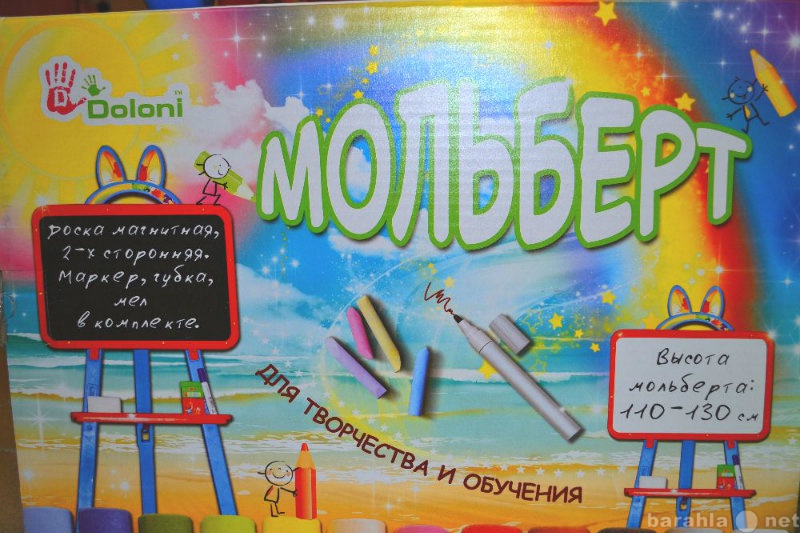 Doloni™
МОЛЬБЕРТ
Доска магнитная,
2-х сторонняя.
Маркер, губка,
мел
в комплекте.
Высота
мольберта:
110-130 см
ДЛЯ ТВОРЧЕСТВА И ОБУЧЕНИЯ
barahla net